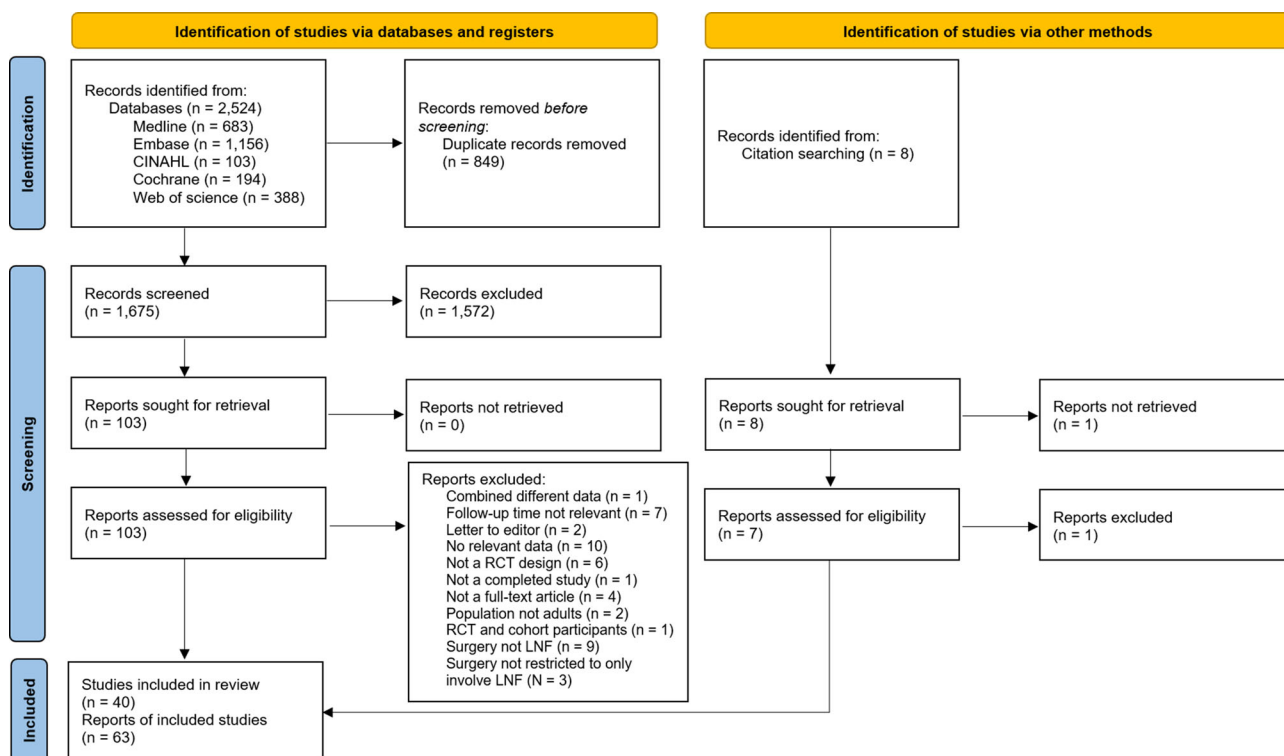 Identification of studies via databases and registers
Identification of studies via other methods
Identification
Records identified from:
Databases (n = 2,524)
Medline (n = 683)
Embase (n = 1,156)
CINAHL (n = 103)
Cochrane (n = 194)
Web of science (n = 388)
Records removed before
screening:
Duplicate records removed
(n = 849)
Records identified from:
Citation searching (n = 8)
Screening
Records screened
(n = 1,675)
Records excluded
(n = 1,572)
Reports sought for retrieval
(n = 103)
Reports not retrieved
(n = 0)
Reports sought for retrieval
(n = 8)
Reports not retrieved
(n = 1)
Reports assessed for eligibility
(n = 103)
Reports excluded:
Combined different data (n = 1)
Follow-up time not relevant (n = 7)
Letter to editor (n = 2)
No relevant data (n = 10)
Not a RCT design (n = 6)
Not a completed study (n = 1)
Not a full-text article (n = 4)
Population not adults (n = 2)
RCT and cohort participants (n = 1)
Surgery not LNF (n = 9)
Surgery not restricted to only
involve LNF (N = 3)
Reports assessed for eligibility
(n = 7)
Reports excluded
(n = 1)
Included
Studies included in review
(n = 40)
Reports of included studies
(n = 63)